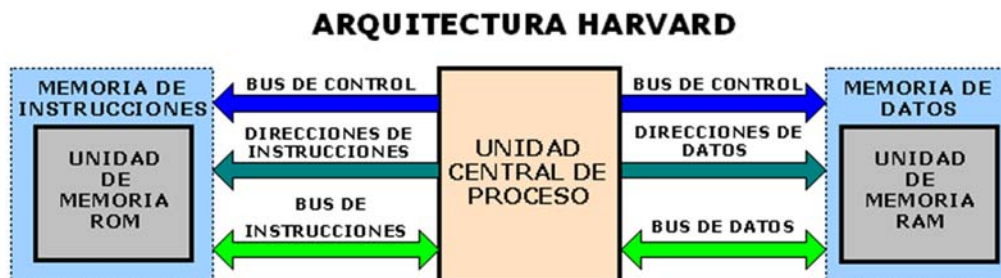 ARQUITECTURA HARVARD
MEMORIA DE
INSTRUCCIONES
UNIDAD
DE
MEMORIA
ROM
BUS DE CONTROL
DIRECCIONES DE
INSTRUCCIONES
BUS DE
INSTRUCCIONES
UNIDAD
CENTRAL DE
PROCESO
BUS DE CONTROL
DIRECCIONES DE
DATOS
BUS DE DATOS
MEMORIA DE
DATOS
UNIDAD
DE
MEMORIA
RAM